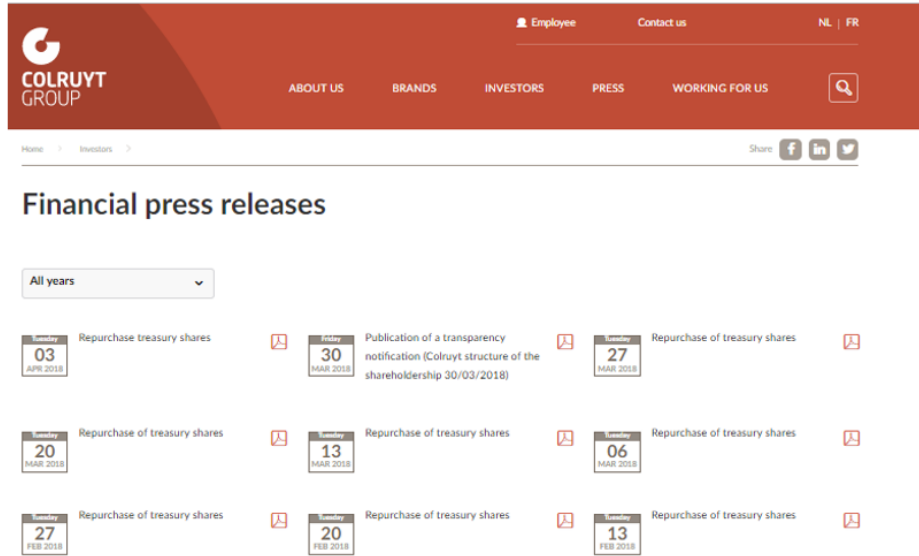 Employee
Contact us
NL | FR
COLRUYT
GROUP
ABOUT US
BRANDS
INVESTORS
PRESS
WORKING FOR US
Home > Investors >
Share
Financial press releases
All years
Tuesday
03
APR 2018
Repurchase treasury shares
Friday
30
MAR 2018
Publication of a transparency
notification (Colruyt structure of the
shareholdership 30/03/2018)
Tuesday
27
MAR 2018
Repurchase of treasury shares
Tuesday
20
MAR 2018
Repurchase of treasury shares
Tuesday
13
MAR 2018
Repurchase of treasury shares
Tuesday
06
MAR 2018
Repurchase of treasury shares
Tuesday
27
FEB 2018
Repurchase of treasury shares
Tuesday
20
FEB 2018
Repurchase of treasury shares
Tuesday
13
FEB 2018
Repurchase of treasury shares